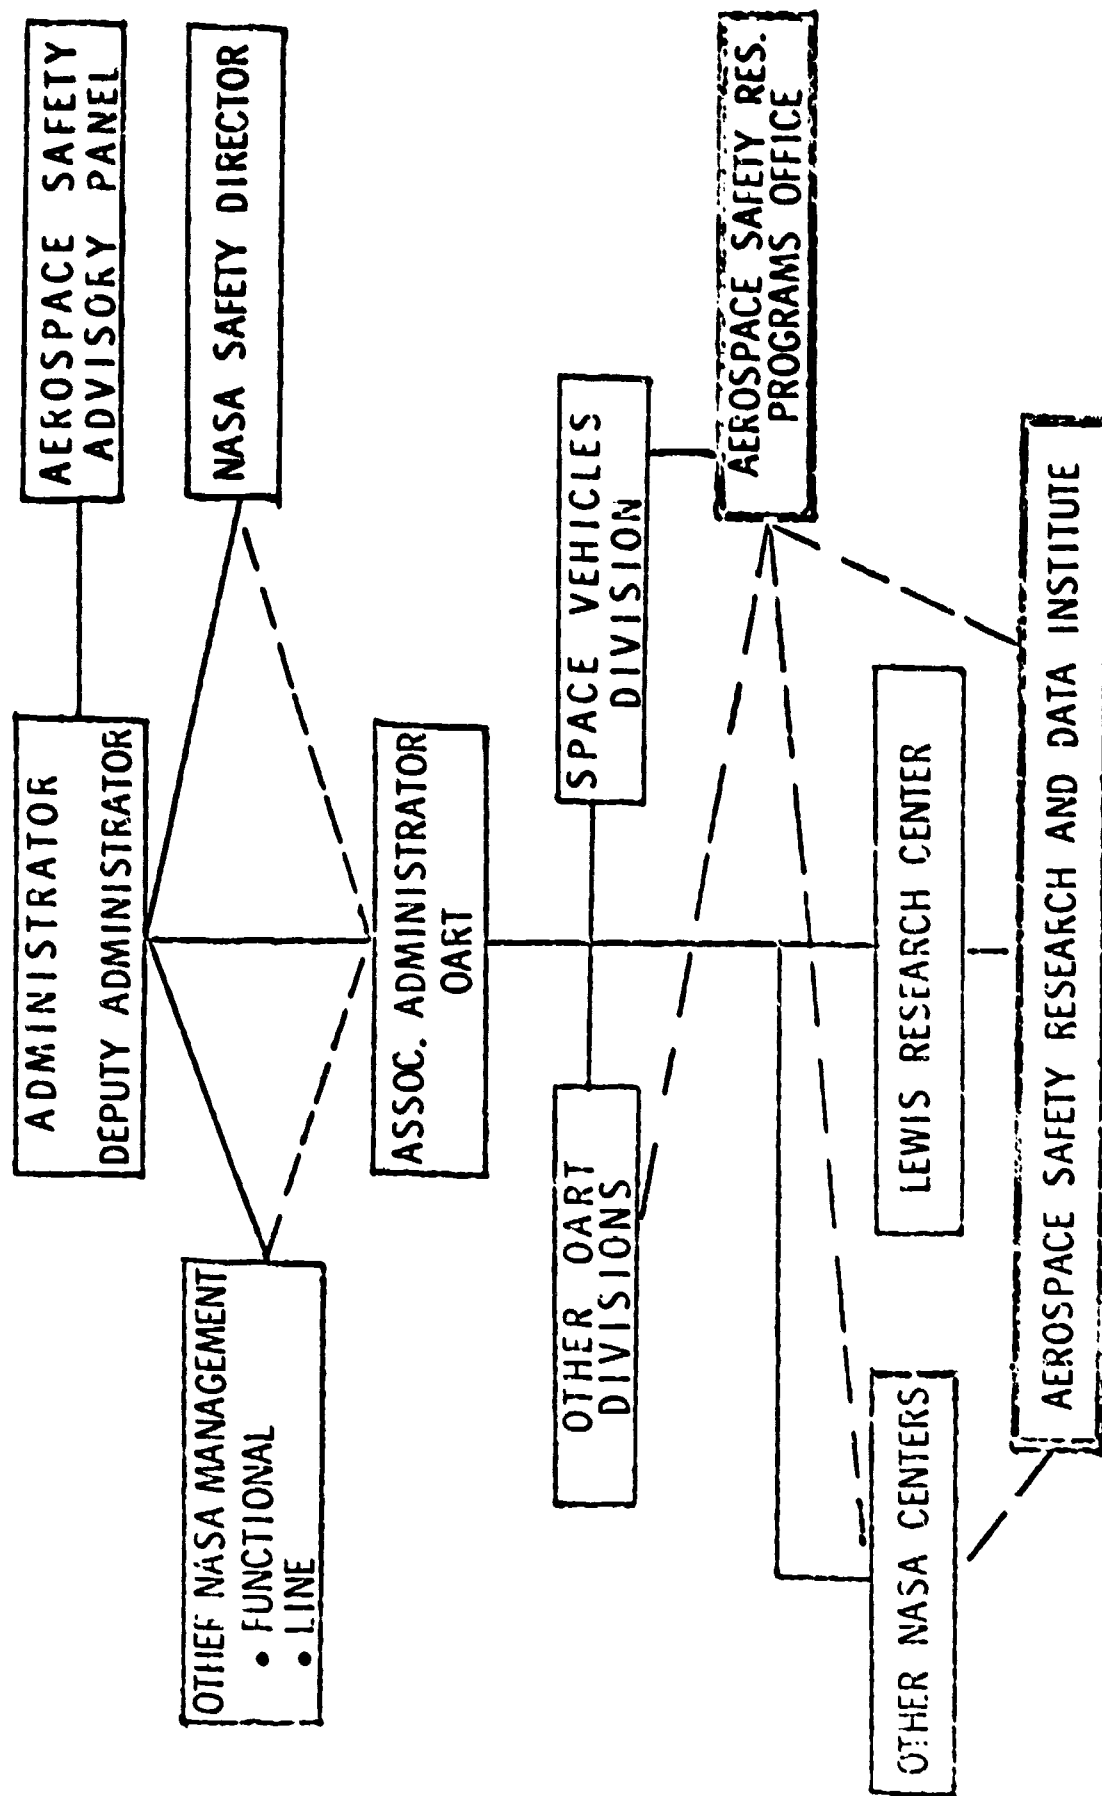 AEROSPACE SAFETY
ADVISORY PANEL
ADMINISTRATOR
DEPUTY ADMINISTRATOR
NASA SAFETY DIRECTOR
OTHER NASA MANAGEMENT
• FUNCTIONAL
• LINE
ASSOC. ADMINISTRATOR
OART
OTHER OART
DIVISIONS
SPACE VEHICLES
DIVISION
AEROSPACE SAFETY RES.
PROGRAMS OFFICE
OTHER NASA CENTERS
LEWIS RESEARCH CENTER
AEROSPACE SAFETY RESEARCH AND DATA INSTITUTE